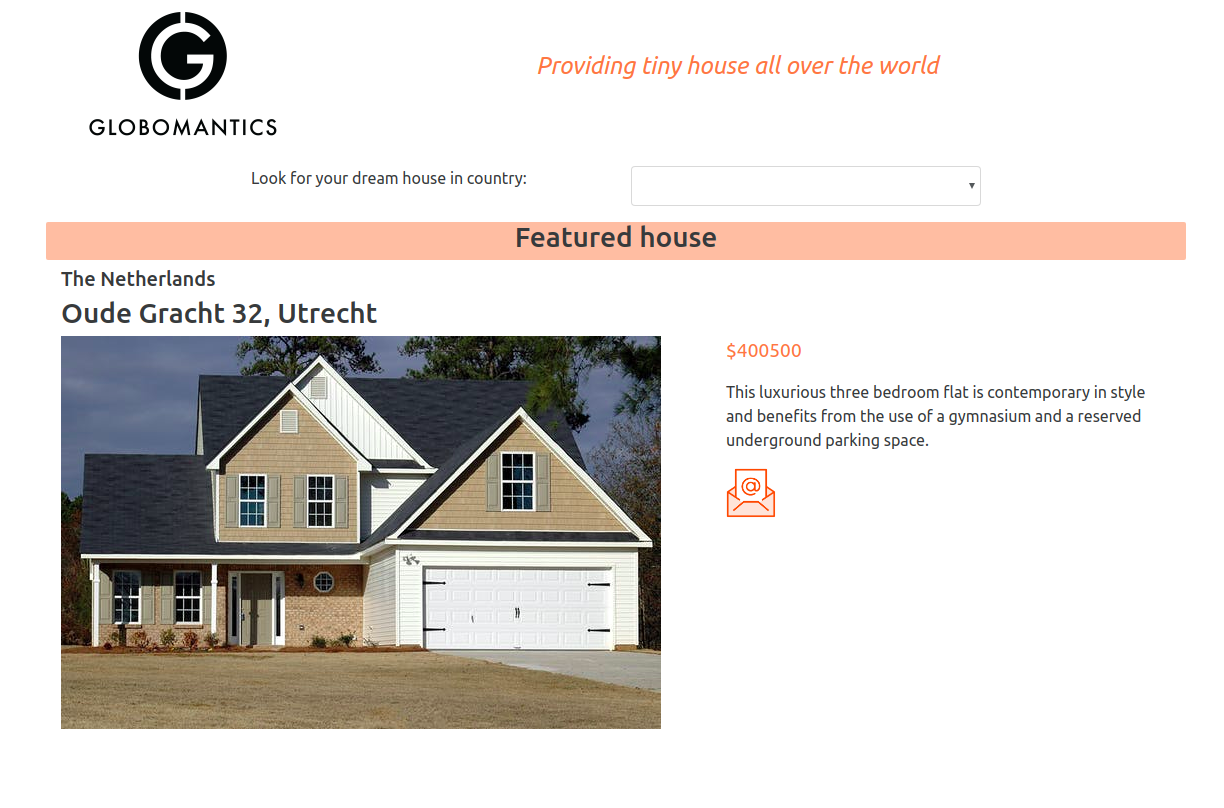 GLOBOMANTICS
Providing tiny house all over the world
Look for your dream house in country:
Featured house
The Netherlands
Oude Gracht 32, Utrecht
$400500
This luxurious three bedroom flat is contemporary in style
and benefits from the use of a gymnasium and a reserved
underground parking space.
@